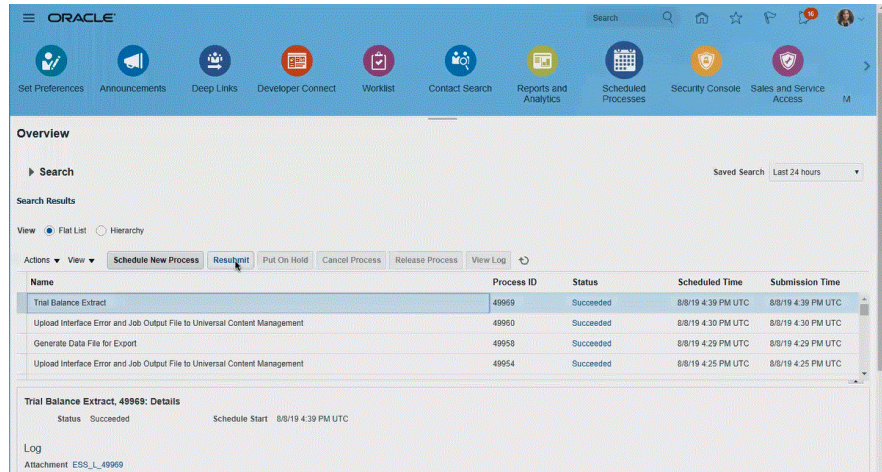 ORACLE
Search
16
Set Preferences
Announcements
Deep Links
Developer Connect
Worklist
Contact Search
Reports and
Analytics
Scheduled
Processes
Security Console
Sales and Service
Access
M
Overview
Search
Saved Search Last 24 hours
Search Results
View Flat List Hierarchy
Actions View Schedule New Process Resubmit Put On Hold Cancel Process Release Process View Log
Name Process ID Status Scheduled Time Submission Time
Trial Balance Extract 49969 Succeeded 8/8/19 4:39 PM UTC 8/8/19 4:39 PM UTC
Upload Interface Error and Job Output File to Universal Content Management 49960 Succeeded 8/8/19 4:30 PM UTC 8/8/19 4:30 PM UTC
Generate Data File for Export 49958 Succeeded 8/8/19 4:29 PM UTC 8/8/19 4:29 PM UTC
Upload Interface Error and Job Output File to Universal Content Management 49954 Succeeded 8/8/19 4:25 PM UTC 8/8/19 4:25 PM UTC
Trial Balance Extract, 49969: Details
Status Succeeded Schedule Start 8/8/19 4:39 PM UTC
Log
Attachment ESS_L_49969